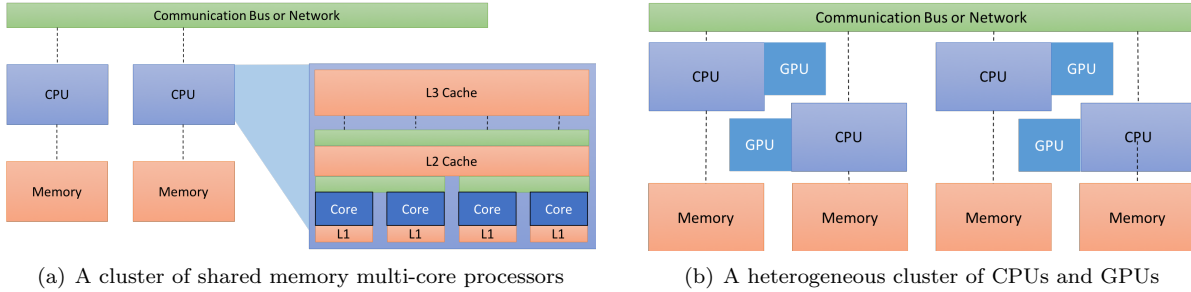 Communication Bus or Network
CPU
CPU
Memory
Memory
L3 Cache
L2 Cache
Core Core Core Core
L1 L1 L1 L1
(a) A cluster of shared memory multi-core processors
Communication Bus or Network
CPU GPU
GPU CPU
CPU GPU
GPU CPU
Memory Memory Memory Memory
(b) A heterogeneous cluster of CPUs and GPUs